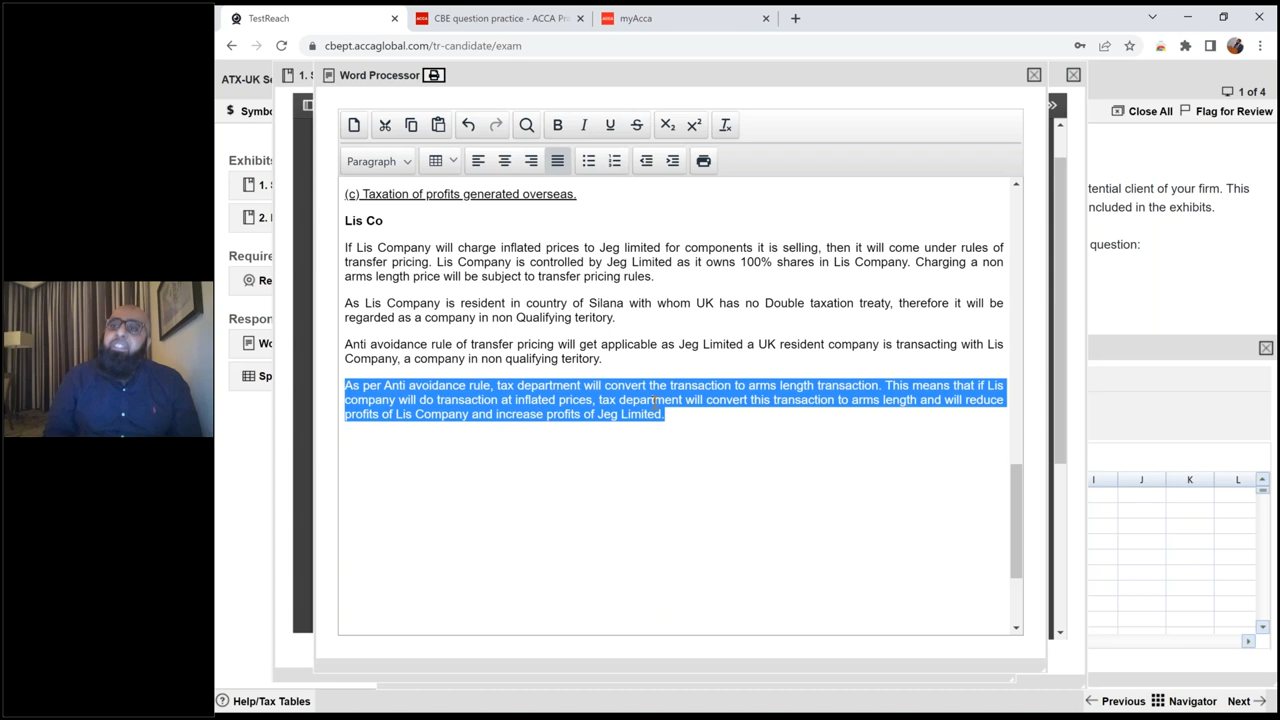 TestReach
CBE question practice - ACCA Pr
myAcca
cbept.accaglobal.com/tr-candidate/exam
ATX-UK Se
1. S
Word Processor
1 of 4
$ Symbo
Close All
Flag for Review
Exhibits
1. S
2. I
Require
Re
Respon
Wo
Sp
Paragraph
tential client of your firm. This
ncluded in the exhibits.
question:
(c) Taxation of profits generated overseas.
Lis Co
If Lis Company will charge inflated prices to Jeg limited for components it is selling, then it will come under rules of
transfer pricing. Lis Company is controlled by Jeg Limited as it owns 100% shares in Lis Company. Charging a non
arms length price will be subject to transfer pricing rules.
As Lis Company is resident in country of Silana with whom UK has no Double taxation treaty, therefore it will be
regarded as a company in non Qualifying teritory.
Anti avoidance rule of transfer pricing will get applicable as Jeg Limited a UK resident company is transacting with Lis
Company, a company in non qualifying teritory.
As per Anti avoidance rule, tax department will convert the transaction to arms length transaction. This means that if Lis
company will do transaction at inflated prices, tax department will convert this transaction to arms length and will reduce
profits of Lis Company and increase profits of Jeg Limited.
I J K L
Help/Tax Tables
Previous
Navigator
Next